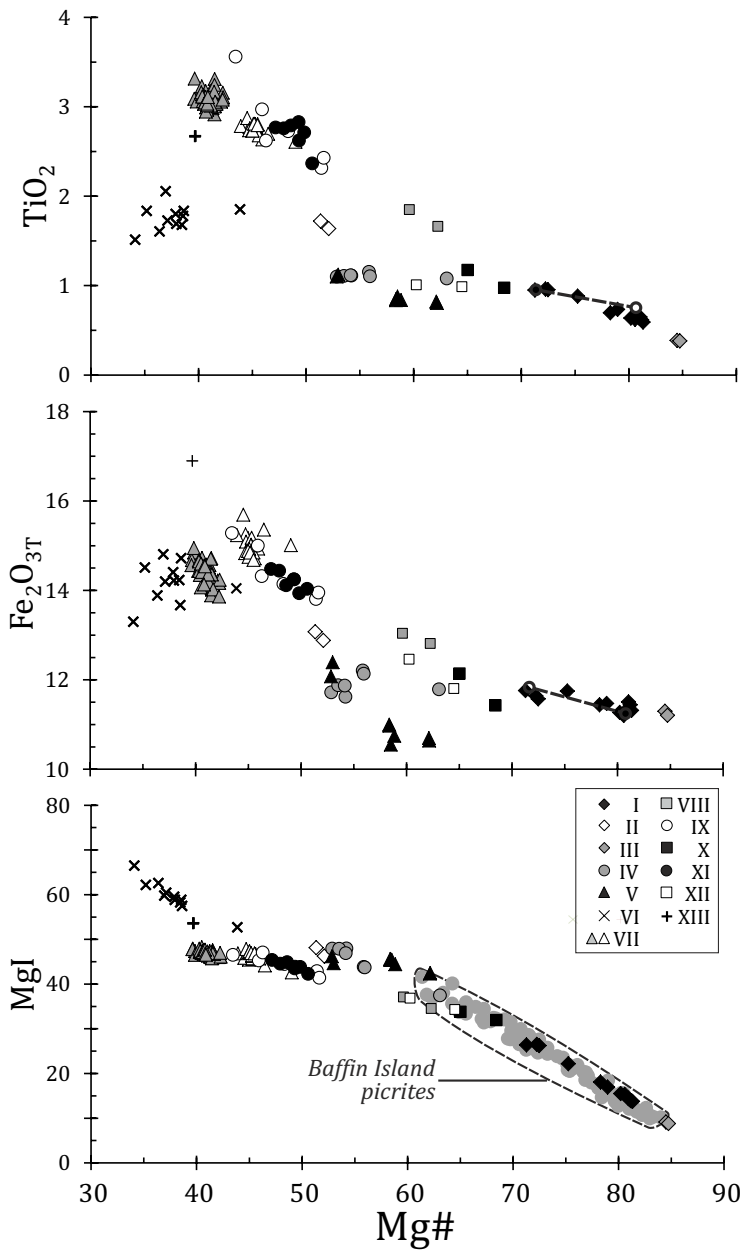 4
3
2
1
0
TiO2
18
16
14
12
10
Fe2O3T
80
60
40
20
0
MgI
I VIII
II IX
III X
IV XI
V XII
VI XIII
VII
Baffin Island
picrites
30 40 50 60 70 80 90
Mg#